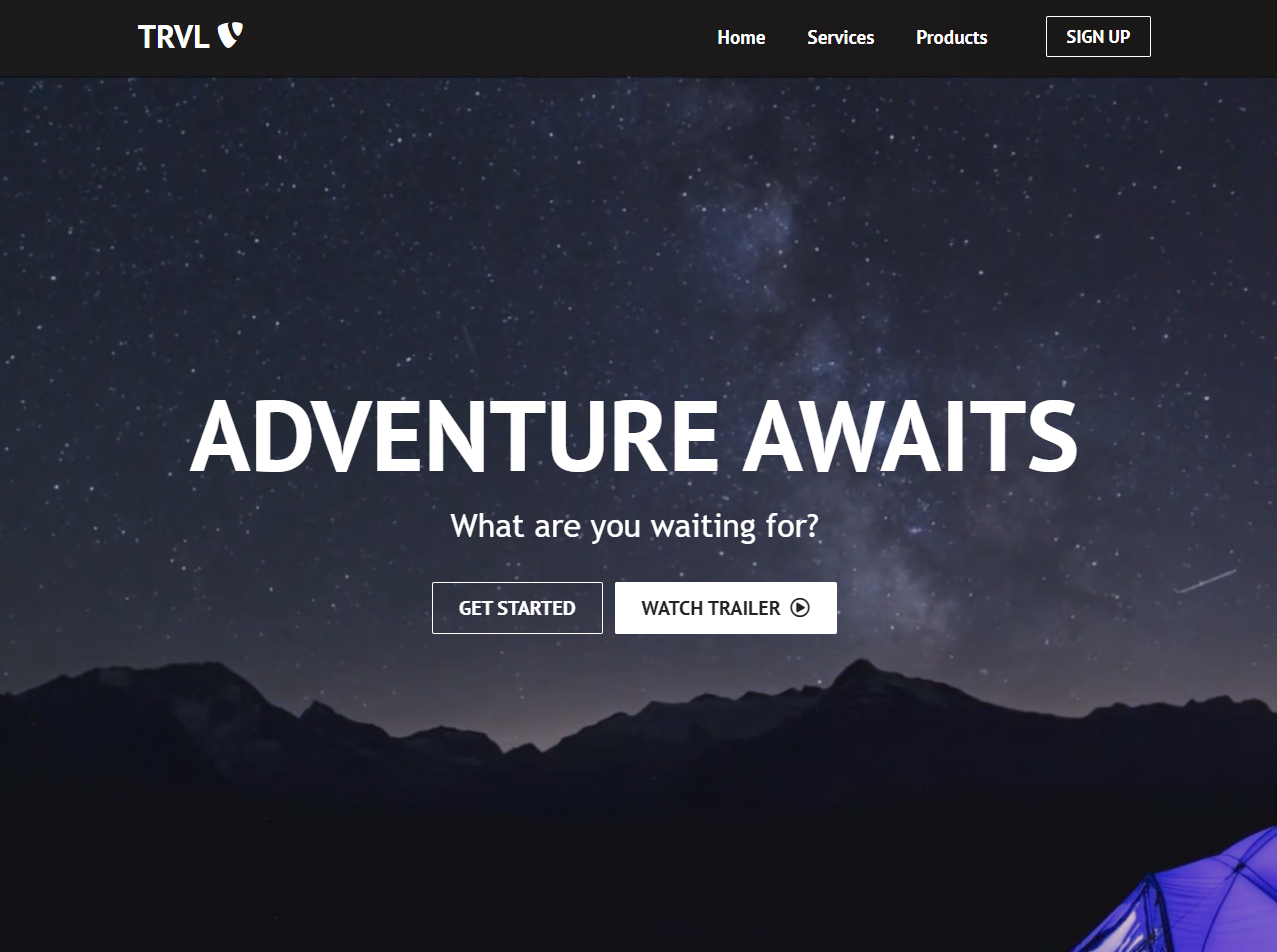 TRVL
Home Services Products SIGN UP
ADVENTURE AWAITS
What are you waiting for?
GET STARTED WATCH TRAILER